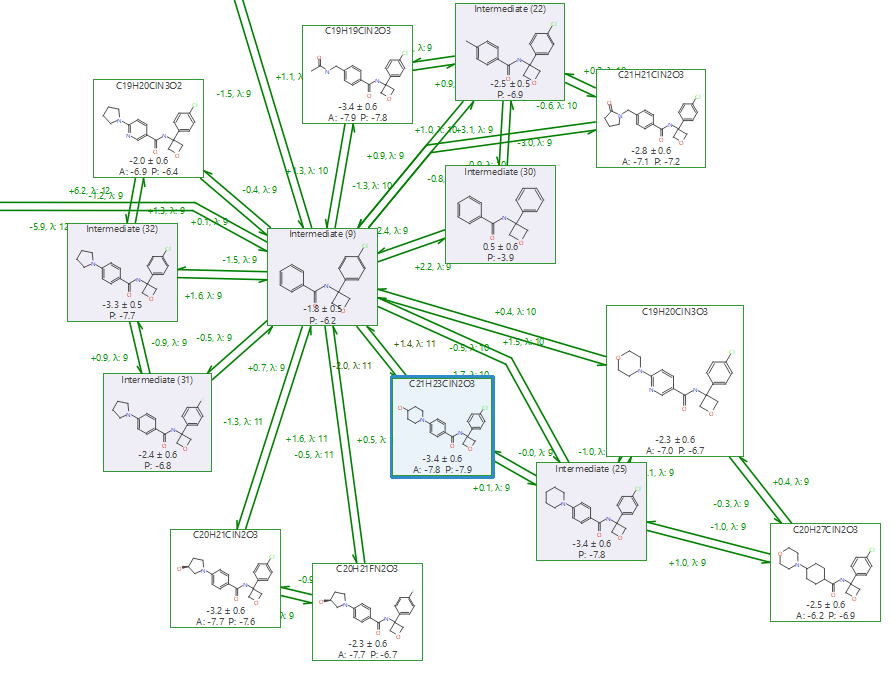 Intermediate (22)
-2.5 ± 0.5
P: -6.9
C19H19ClN2O3
-3.4 ± 0.6
A: -7.9 P: -7.8
C21H21ClN2O3
-2.8 ± 0.6
A: -7.1 P: -7.2
C19H20ClN3O2
-2.0 ± 0.6
A: -6.9 P: -6.4
Intermediate (30)
0.5 ± 0.6
P: -3.9
Intermediate (32)
-3.3 ± 0.5
P: -7.7
Intermediate (9)
-1.8 ± 0.5
P: -6.2
C19H20ClN3O3
-2.3 ± 0.6
A: -7.0 P: -6.7
Intermediate (31)
-2.4 ± 0.6
P: -6.8
C21H23ClN2O3
-3.4 ± 0.6
A: -7.8 P: -7.9
Intermediate (25)
-3.4 ± 0.6
P: -7.8
C20H27ClN2O3
-2.5 ± 0.6
A: -6.2 P: -6.9
C20H21ClN2O3
-3.2 ± 0.6
A: -7.7 P: -7.6
C20H21FN2O3
-2.3 ± 0.6
A: -7.7 P: -6.7
-1.5, λ: 9
+1.1, λ
λ: 9
+0.9,
-0.6, λ: 10
+3.1, λ: 9
-3.0, λ: 9
+0.9, λ: 9
-1.3, λ: 10
-0.8,
-0.4, λ: 9
+6.2, λ: 12
-1.2, λ: 9
+1.3, λ: 9
+0.1, λ: 9
-5.9, λ: 12
-1.5, λ: 9
+1.6, λ: 9
2.4, λ: 9
+2.2, λ: 9
+0.4, λ: 10
+1.5, λ: 10
-0.5, λ: 10
+1.4, λ: 11
-0.5, λ: 9
-0.9, λ: 9
+0.9, λ: 9
+0.7, λ: 9
-2.0, λ: 11
-1.3, λ: 11
+1.6, λ: 11
-0.5, λ: 11
+0.5, λ
-0.0, λ: 9
+0.1, λ: 9
-1.0, λ
+0.4, λ: 9
-0.3, λ: 9
-1.0, λ: 9
+1.0, λ: 9